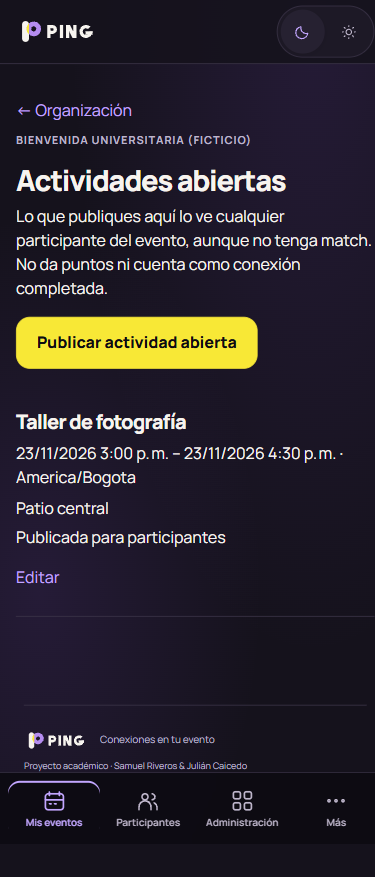 PING
← Organización
BIENVENIDA UNIVERSITARIA (FICTICIO)
Actividades abiertas
Lo que publiques aquí lo ve cualquier
participante del evento, aunque no tenga match.
No da puntos ni cuenta como conexión
completada.
Publicar actividad abierta
Taller de fotografía
23/11/2026 3:00 p. m. – 23/11/2026 4:30 p. m. ·
America/Bogota
Patio central
Publicada para participantes
Editar
PING Conexiones en tu evento
Proyecto académico · Samuel Riveros & Julián Caicedo
Mis eventos Participantes Administración Más